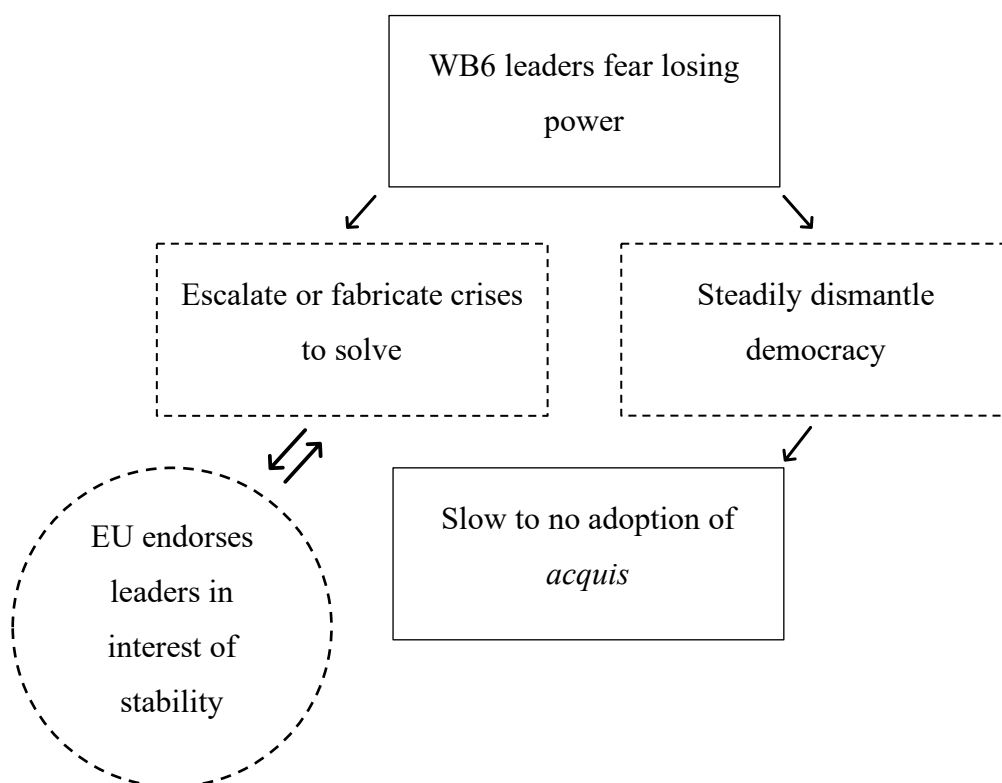 WB6 leaders fear losing
power
Escalate or fabricate crises
to solve
Steadily dismantle
democracy
EU endorses
leaders in
interest of
stability
Slow to no adoption of
acquis